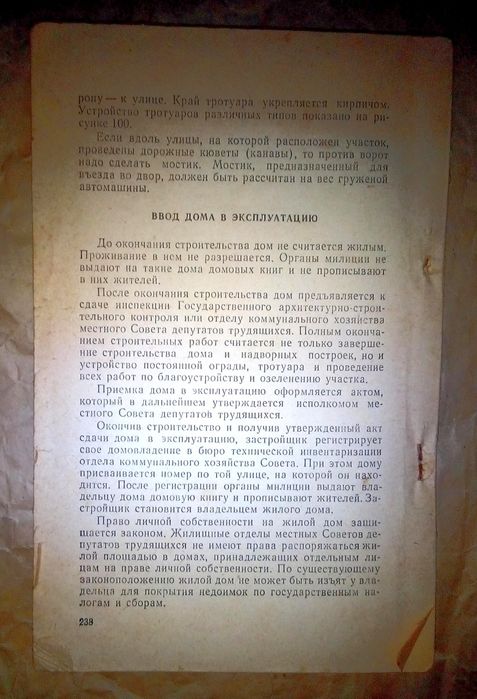 рону — к улице. Край тротуара укрепляется кирпичом.
Устройство тротуаров различных типов показано на ри-
сунке 100.
Если вдоль улицы, на которой расположен участок,
проведены дорожные кюветы (канавы), то против ворот
надо сделать мостик. Мостик, предназначенный для
въезда во двор, должен быть рассчитан на вес груженой
автомашины.
ВВОД ДОМА В ЭКСПЛУАТАЦИЮ
До окончания строительства дом не считается жилым.
Проживание в нем не разрешается. Органы милиции не
выдают на такие дома домовых книг и не прописывают
в них жителей.
После окончания строительства дом предъявляется к
сдаче инспекции Государственного архитектурно-строи-
тельного контроля или отделу коммунального хозяйства
местного Совета депутатов трудящихся. Полным оконча-
нием строительных работ считается не только заверше-
ние строительства дома и надворных построек, но и
устройство постоянной ограды, тротуара и проведение
всех работ по благоустройству и озеленению участка.
Приемка дома в эксплуатацию оформляется актом,
который в дальнейшем утверждается исполкомом мест-
ного Совета депутатов трудящихся.
Окончив строительство и получив утвержденный акт
сдачи дома в эксплуатацию, застройщик регистрирует
свое домовладение в бюро технической инвентаризации
отдела коммунального хозяйства Совета. При этом дому
присваивается номер по той улице, на которой он нахо-
дится. После регистрации органы милиции выдают вла-
дельцу дома домовую книгу и прописывают жителей. За-
стройщик становится владельцем жилого дома.
Право личной собственности на жилой дом защи-
щается законом. Жилищные отделы местных Советов де-
путатов трудящихся не имеют права распоряжаться жи-
лой площадью в домах, принадлежащих отдельным ли-
цам на праве личной собственности. По существующему
законоположению жилой дом не может быть изъят у вла-
дельца для покрытия недоимок по государственным на-
логам и сборам.
238